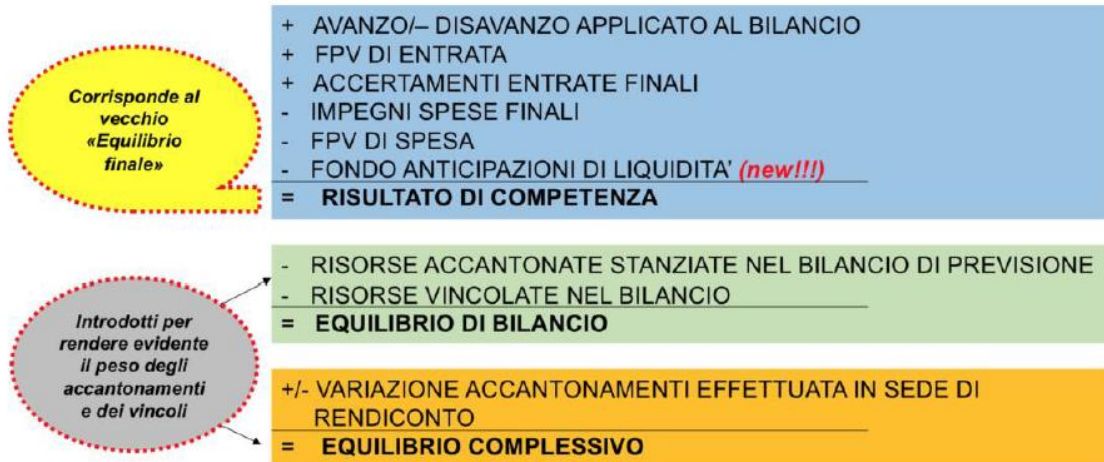 Corrisponde al
vecchio
«Equilibrio
finale»
+ AVANZO/– DISAVANZO APPLICATO AL BILANCIO
+ FPV DI ENTRATA
+ ACCERTAMENTI ENTRATE FINALI
- IMPEGNI SPESE FINALI
- FPV DI SPESA
- FONDO ANTICIPAZIONI DI LIQUIDITA’ (new!!!)
= RISULTATO DI COMPETENZA
Introdotti per
rendere evidente
il peso degli
accantonamenti
e dei vincoli
- RISORSE ACCANTONATE STANZIATE NEL BILANCIO DI PREVISIONE
- RISORSE VINCOLATE NEL BILANCIO
= EQUILIBRIO DI BILANCIO
+/- VARIAZIONE ACCANTONAMENTI EFFETTUATA IN SEDE DI
RENDICONTO
= EQUILIBRIO COMPLESSIVO